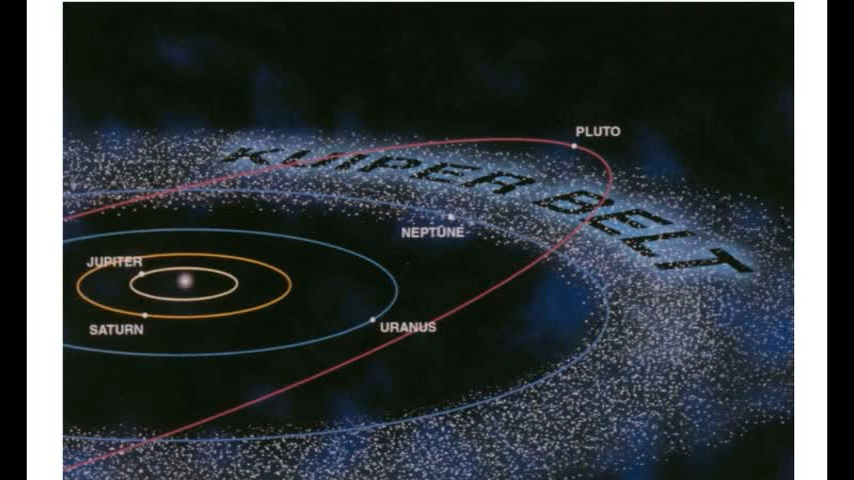 PLUTO
KUIPER BELT
NEPTUNE
JUPITER
SATURN
URANUS